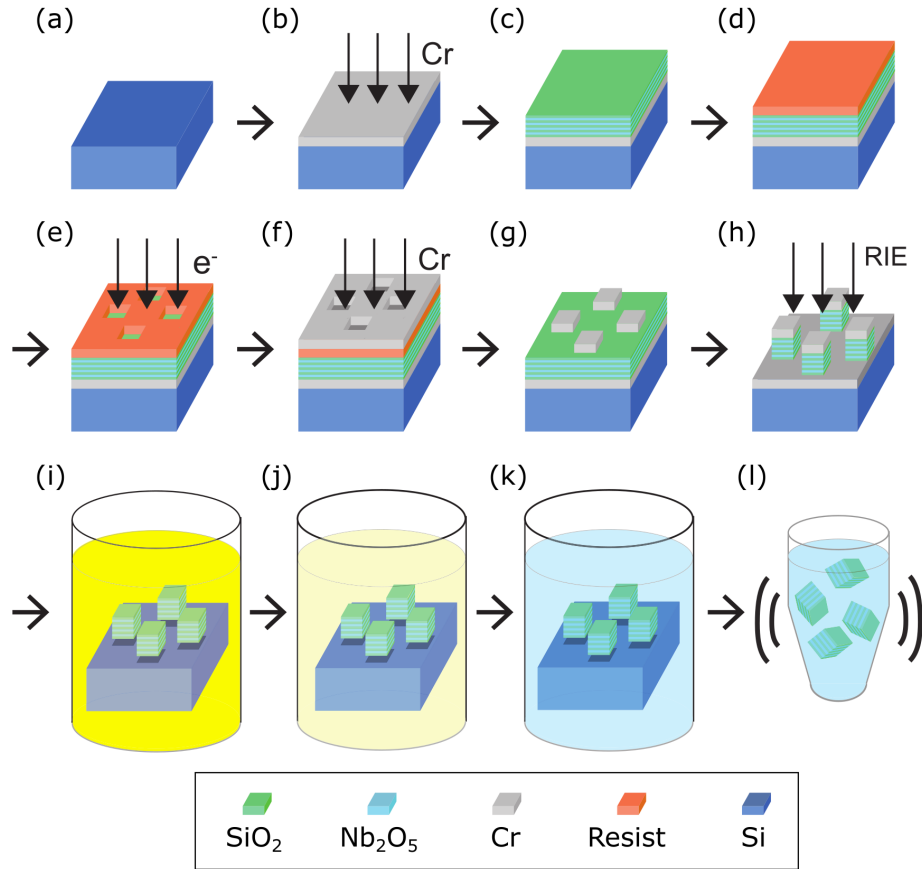 (a) (b) (c) (d)
Cr
(e) (f) (g) (h)
e⁻ Cr RIE
(i) (j) (k) (l)
SiO₂ Nb₂O₅ Cr Resist Si